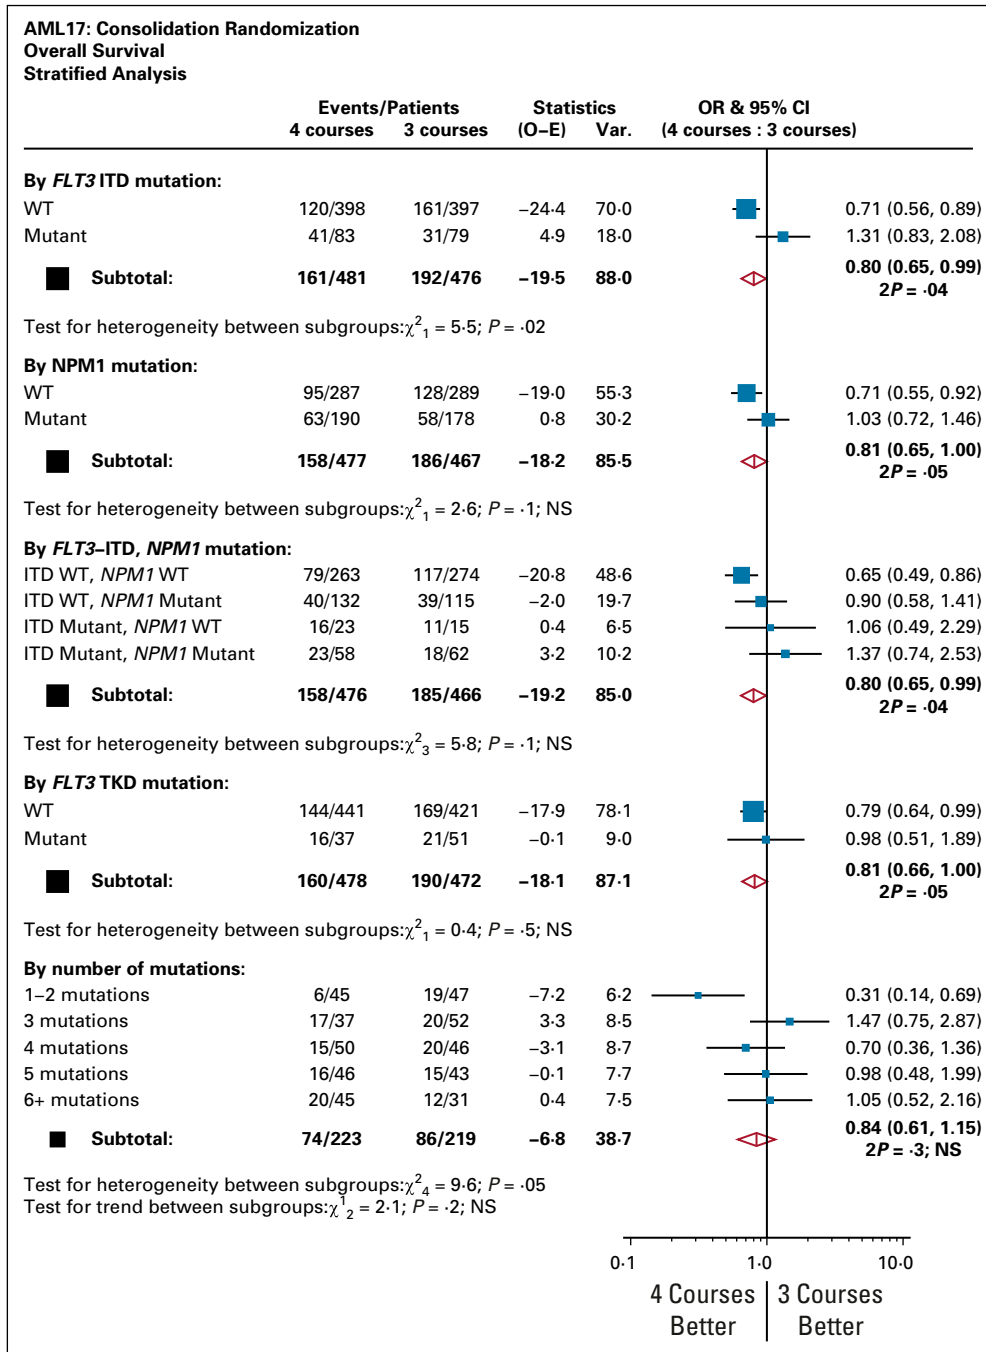 AML17: Consolidation Randomization
Overall Survival
Stratified Analysis
Events/Patients Statistics OR & 95% CI
4 courses 3 courses (O–E) Var. (4 courses : 3 courses)
By FLT3 ITD mutation:
WT 120/398 161/397 –24·4 70·0 0·71 (0·56, 0·89)
Mutant 41/83 31/79 4·9 18·0 1·31 (0·83, 2·08)
Subtotal: 161/481 192/476 –19·5 88·0 0·80 (0·65, 0·99)
2P = ·04
Test for heterogeneity between subgroups:χ²₁ = 5·5; P = ·02
By NPM1 mutation:
WT 95/287 128/289 –19·0 55·3 0·71 (0·55, 0·92)
Mutant 63/190 58/178 0·8 30·2 1·03 (0·72, 1·46)
Subtotal: 158/477 186/467 –18·2 85·5 0·81 (0·65, 1·00)
2P = ·05
Test for heterogeneity between subgroups:χ²₁ = 2·6; P = ·1; NS
By FLT3–ITD, NPM1 mutation:
ITD WT, NPM1 WT 79/263 117/274 –20·8 48·6 0·65 (0·49, 0·86)
ITD WT, NPM1 Mutant 40/132 39/115 –2·0 19·7 0·90 (0·58, 1·41)
ITD Mutant, NPM1 WT 16/23 11/15 0·4 6·5 1·06 (0·49, 2·29)
ITD Mutant, NPM1 Mutant 23/58 18/62 3·2 10·2 1·37 (0·74, 2·53)
Subtotal: 158/476 185/466 –19·2 85·0 0·80 (0·65, 0·99)
2P = ·04
Test for heterogeneity between subgroups:χ²₃ = 5·8; P = ·1; NS
By FLT3 TKD mutation:
WT 144/441 169/421 –17·9 78·1 0·79 (0·64, 0·99)
Mutant 16/37 21/51 –0·1 9·0 0·98 (0·51, 1·89)
Subtotal: 160/478 190/472 –18·1 87·1 0·81 (0·66, 1·00)
2P = ·05
Test for heterogeneity between subgroups:χ²₁ = 0·4; P = ·5; NS
By number of mutations:
1–2 mutations 6/45 19/47 –7·2 6·2 0·31 (0·14, 0·69)
3 mutations 17/37 20/52 3·3 8·5 1·47 (0·75, 2·87)
4 mutations 15/50 20/46 –3·1 8·7 0·70 (0·36, 1·36)
5 mutations 16/46 15/43 –0·1 7·7 0·98 (0·48, 1·99)
6+ mutations 20/45 12/31 0·4 7·5 1·05 (0·52, 2·16)
Subtotal: 74/223 86/219 –6·8 38·7 0·84 (0·61, 1·15)
2P = ·3; NS
Test for heterogeneity between subgroups:χ²₄ = 9·6; P = ·05
Test for trend between subgroups:χ¹₂ = 2·1; P = ·2; NS
0·1 1·0 10·0
4 Courses 3 Courses
Better Better